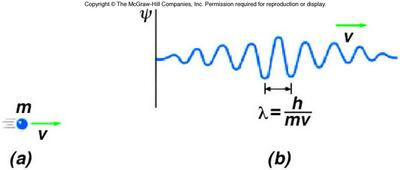 Copyright © The McGraw-Hill Companies, Inc. Permission required for reproduction or display.
ψ
v
m
v
λ = h/mv
(a)
(b)